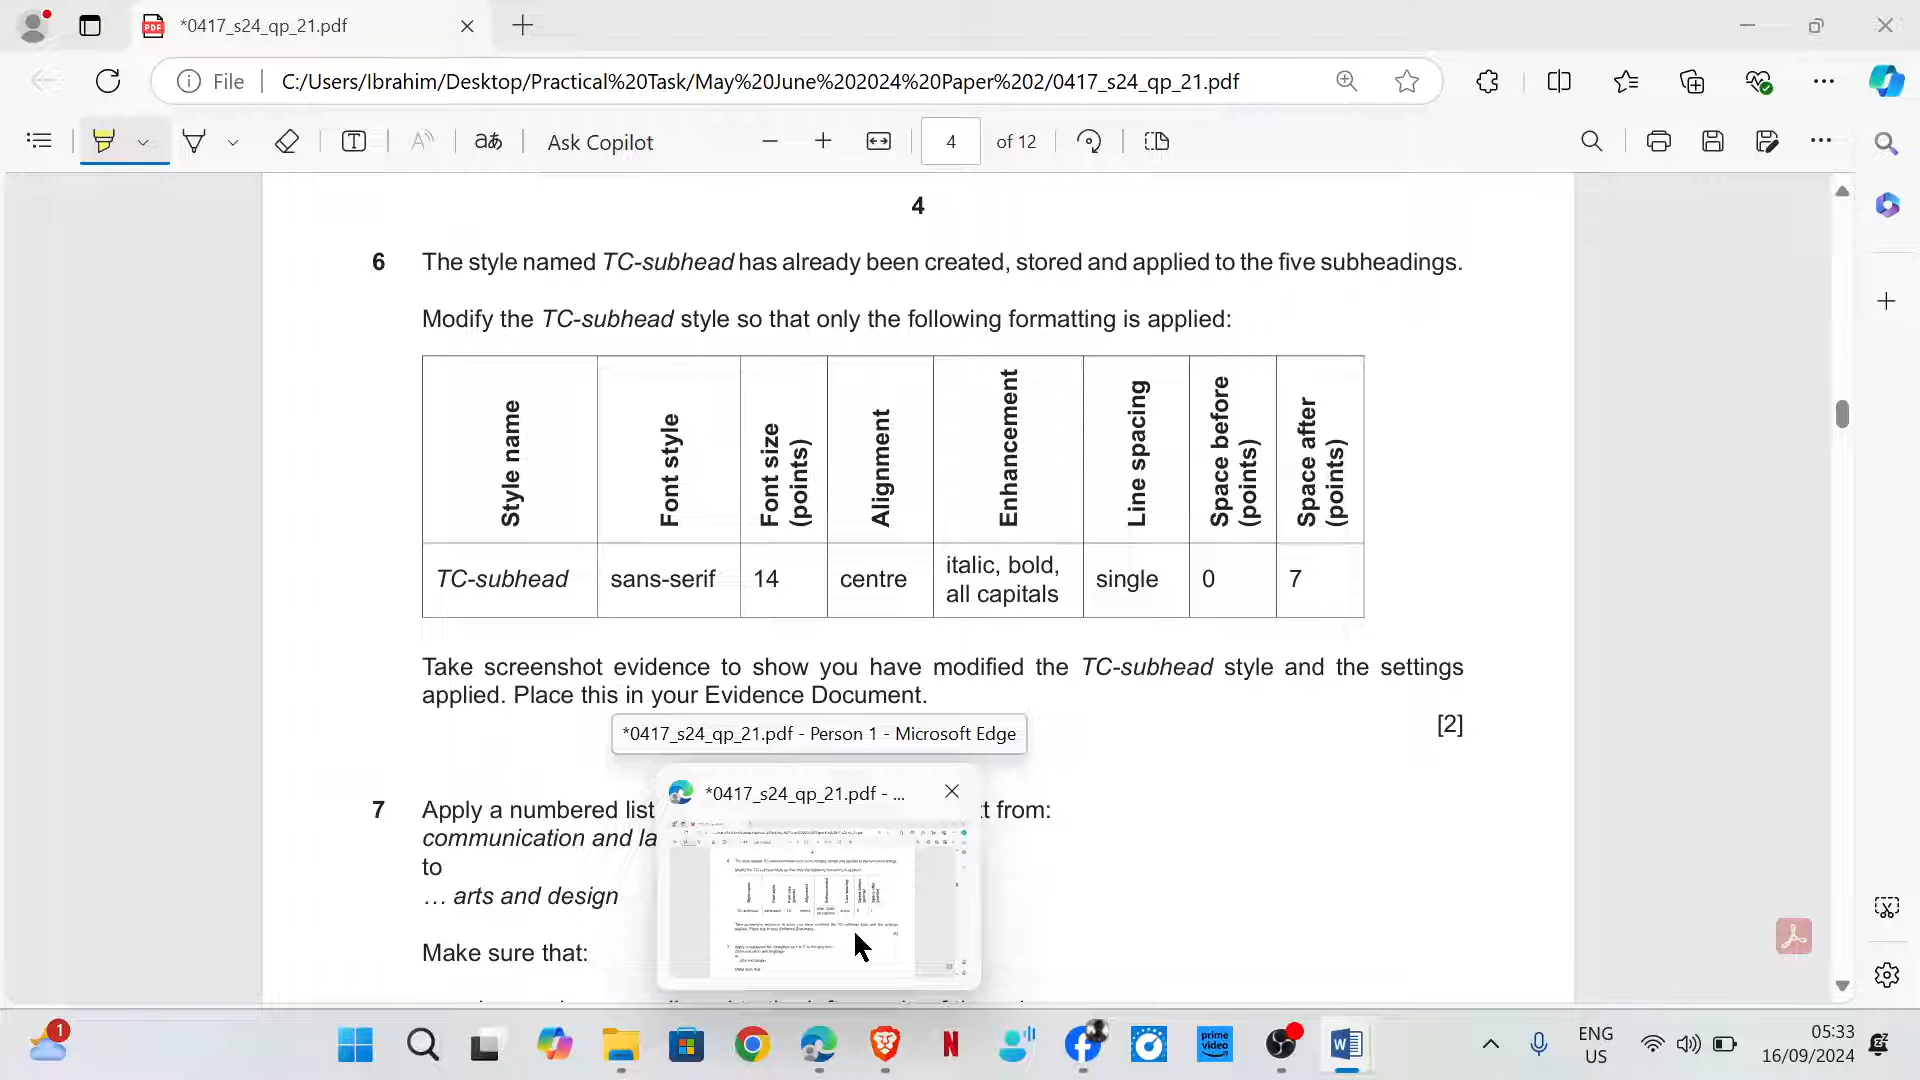 *0417_s24_qp_21.pdf
File
C:/Users/Ibrahim/Desktop/Practical%20Task/May%20June%202024%20Paper%202/0417_s24_qp_21.pdf
Ask Copilot
4
of 12
4
6 The style named TC-subhead has already been created, stored and applied to the five subheadings.
Modify the TC-subhead style so that only the following formatting is applied:
Style name
Font style
Font size (points)
Alignment
Enhancement
Line spacing
Space before (points)
Space after (points)
TC-subhead
sans-serif
14
centre
italic, bold,
all capitals
single
0
7
Take screenshot evidence to show you have modified the TC-subhead style and the settings
applied. Place this in your Evidence Document.
[2]
*0417_s24_qp_21.pdf - Person 1 - Microsoft Edge
*0417_s24_qp_21.pdf - ...
7 Apply a numbered list
t from:
communication and la
to
… arts and design
Make sure that:
1
ENG
US
05:33
16/09/2024
prime
video